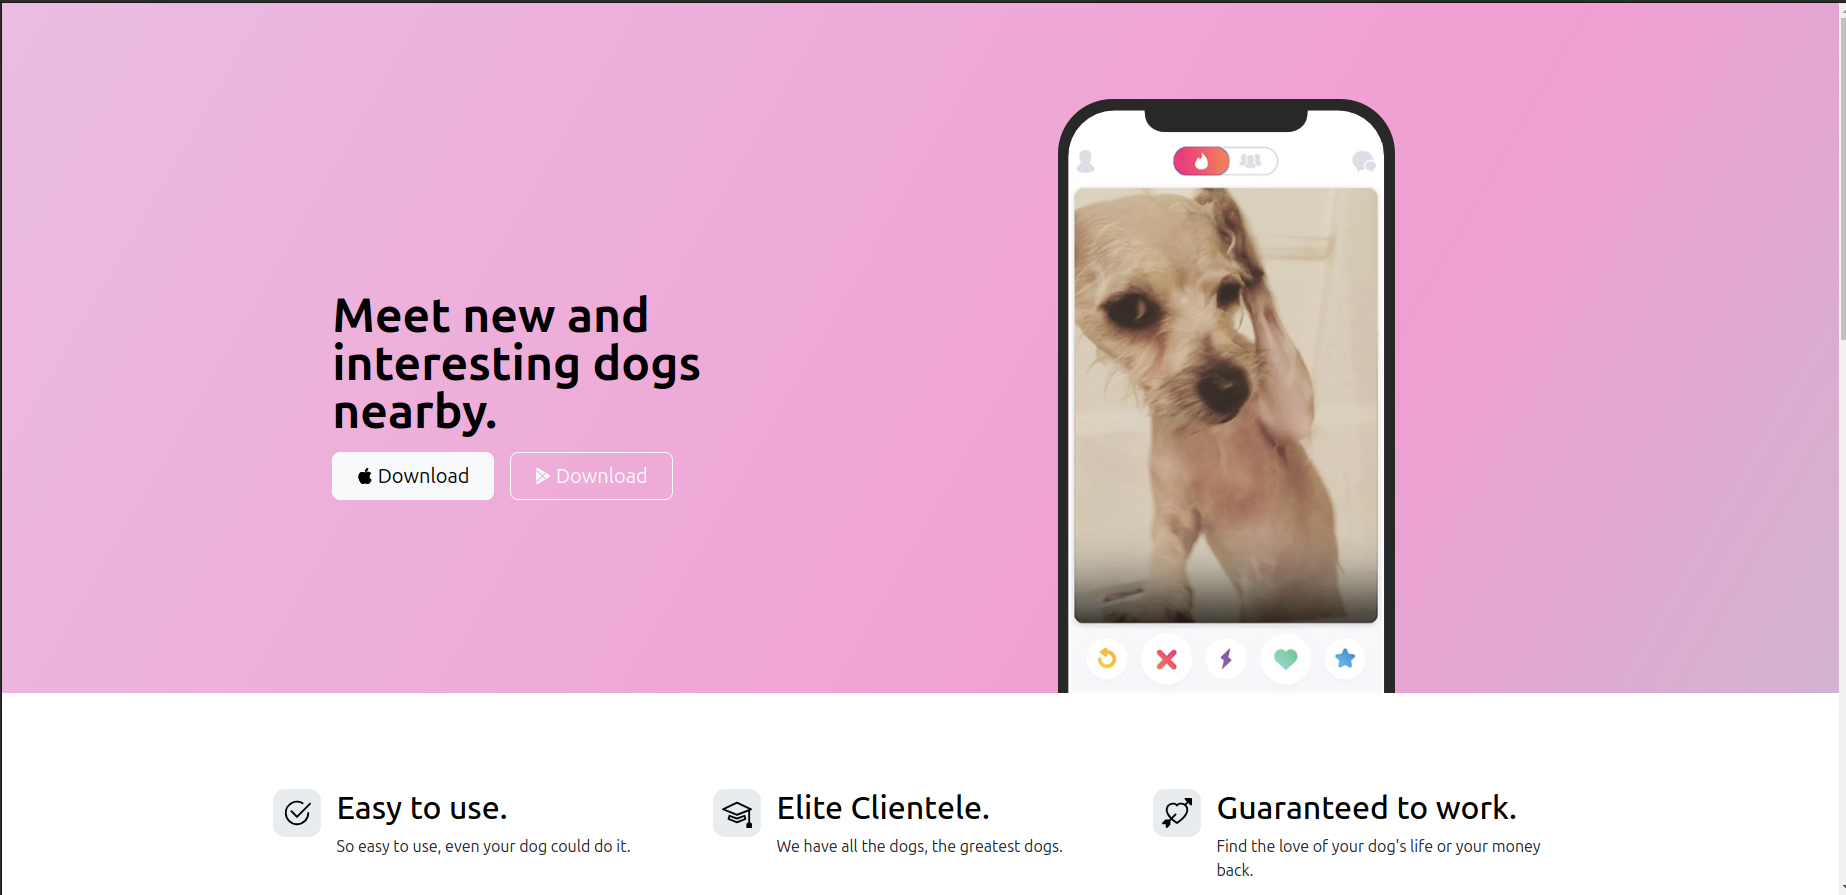 Meet new and
interesting dogs
nearby.
Download
Download
Easy to use.
So easy to use, even your dog could do it.
Elite Clientele.
We have all the dogs, the greatest dogs.
Guaranteed to work.
Find the love of your dog's life or your money
back.